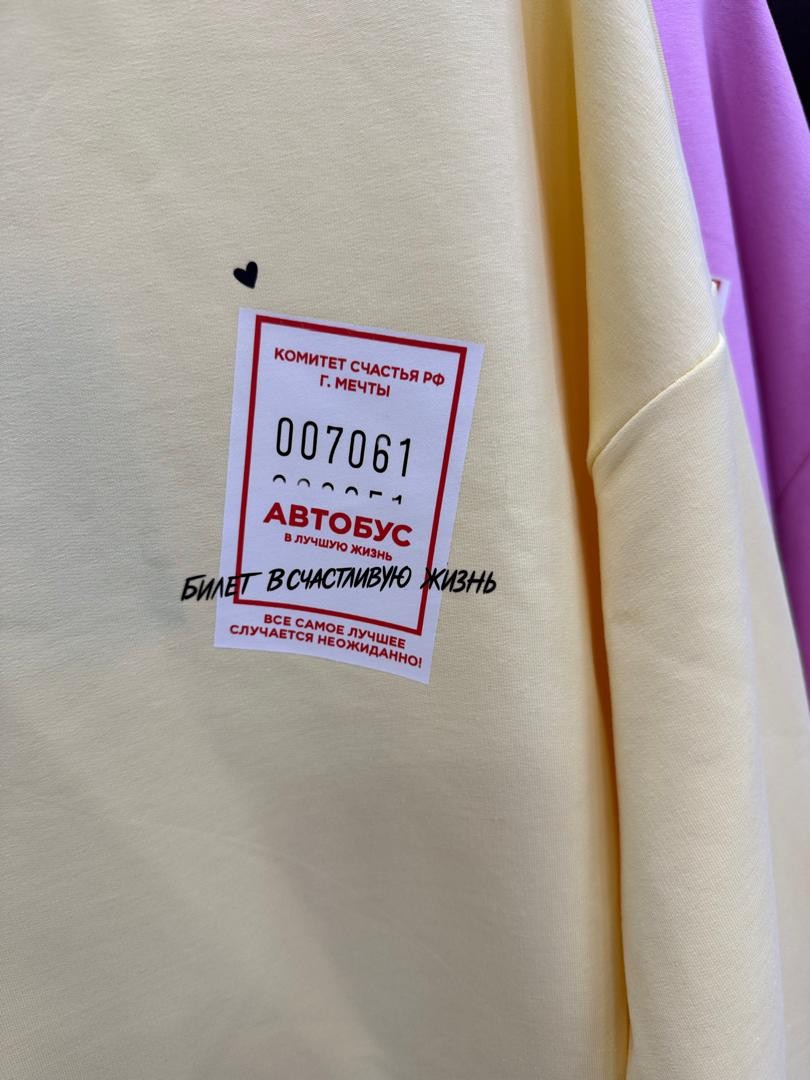 КОМИТЕТ СЧАСТЬЯ РФ
Г. МЕЧТЫ
007061
АВТОБУС
В ЛУЧШУЮ ЖИЗНЬ
БИЛЕТ В СЧАСТЛИВУЮ ЖИЗНЬ
ВСЕ САМОЕ ЛУЧШЕЕ
СЛУЧАЕТСЯ НЕОЖИДАННО!